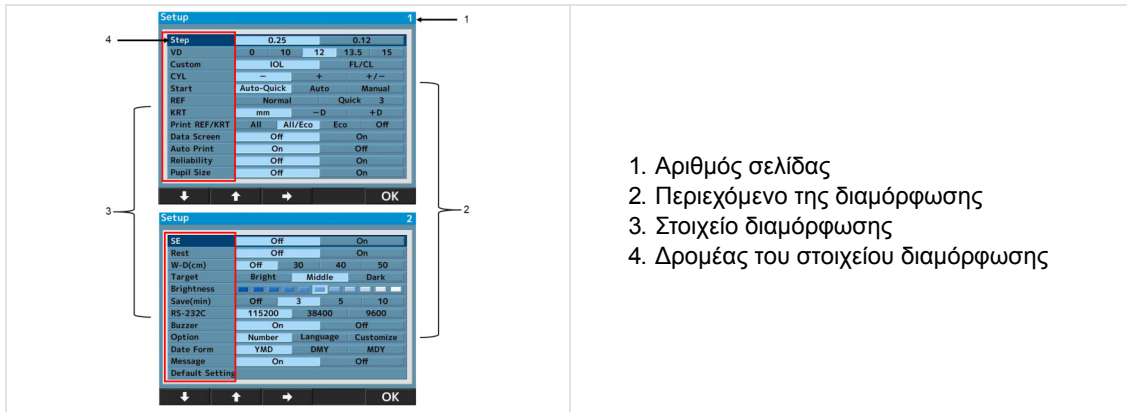 Setup 1
1
4
Step 0.25 0.12
VD 0 10 12 13.5 15
Custom IOL FL/CL
CYL − + +/−
Start Auto-Quick Auto Manual
REF Normal Quick 3
KRT mm −D +D
Print REF/KRT All All/Eco Eco Off
Data Screen Off On
Auto Print On Off
Reliability Off On
Pupil Size Off On
OK
3
2
Setup 2
SE Off On
Rest Off On
W-D(cm) Off 30 40 50
Target Bright Middle Dark
Brightness
Save(min) Off 3 5 10
RS-232C 115200 38400 9600
Buzzer On Off
Option Number Language Customize
Date Form YMD DMY MDY
Message On Off
Default Setting
OK
1. Αριθμός σελίδας
2. Περιεχόμενο της διαμόρφωσης
3. Στοιχείο διαμόρφωσης
4. Δρομέας του στοιχείου διαμόρφωσης